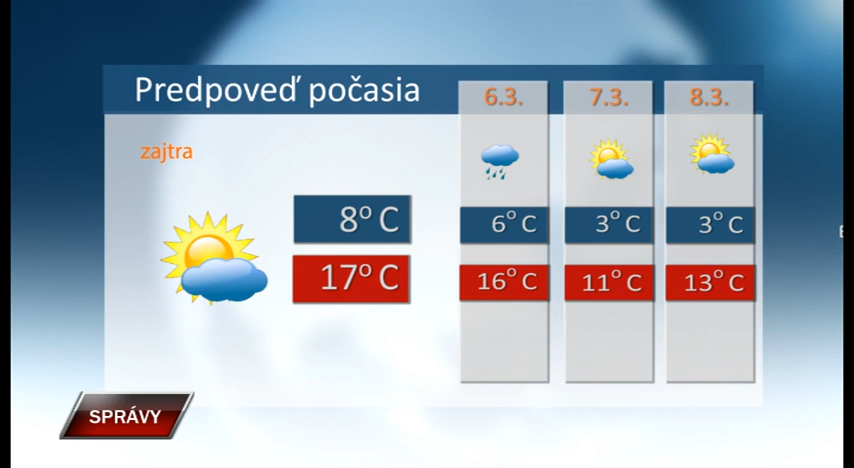 Predpoveď počasia
zajtra
8° C
17° C
6.3. 7.3. 8.3.
6° C 3° C 3° C
16° C 11° C 13° C
SPRÁVY